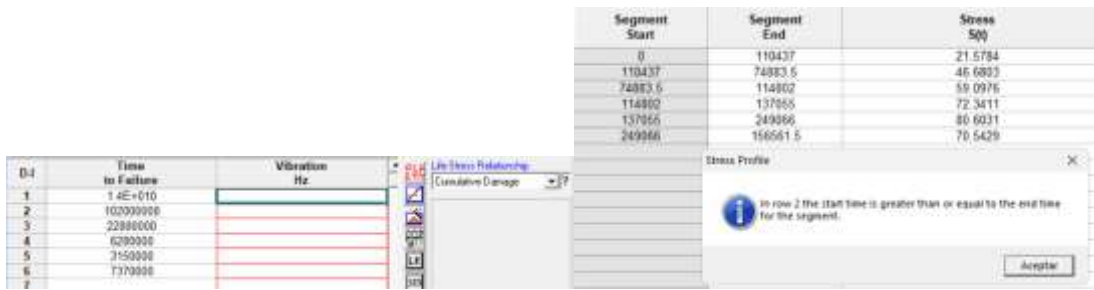 Segment Start Segment End Stress S(t)
0 110437 21.5784
110437 74883.5 46.6803
74883.5 114802 59.0976
114802 137055 72.3411
137055 249066 80.6031
249066 156561.5 70.5429
Stress Profile
In row 2 the start time is greater than or equal to the end time
for the segment.
Aceptar
Time to Failure Vibration Hz
1 1.4E+010
2 102000000
3 22800000
4 6200000
5 3150000
6 7370000
7
Life-Stress Relationship
Cumulative Damage